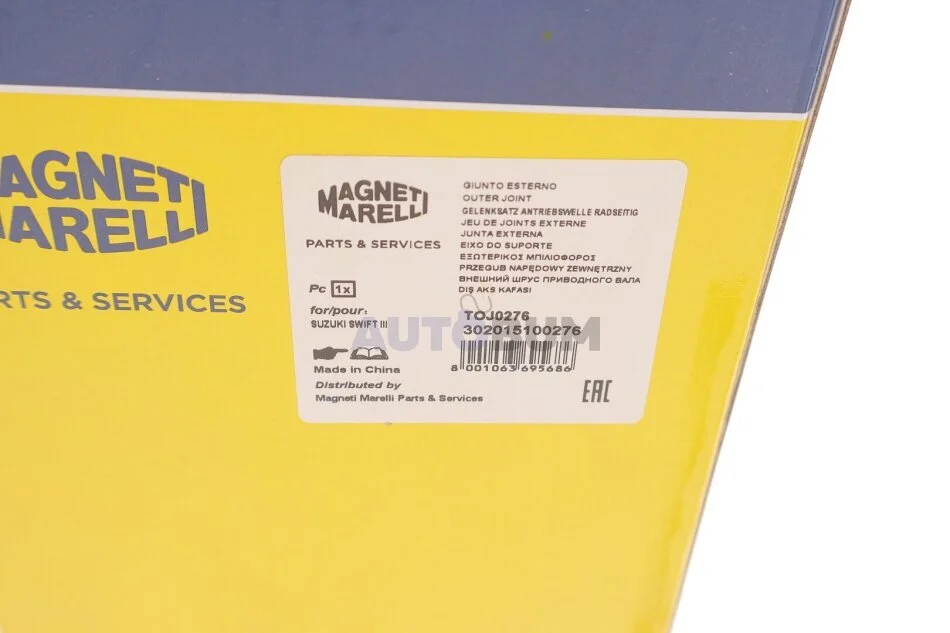 AGNETI
MARELLI
RTS & SERVICES
MAGNETI
MARELLI
PARTS & SERVICES
Pc 1x
for/pour:
SUZUKI SWIFT III
Made in China
Distributed by
Magneti Marelli Parts & Services
GIUNTO ESTERNO
OUTER JOINT
GELENKSATZ ANTRIEBSWELLE RADSEITIG
JEU DE JOINTS EXTERNE
JUNTA EXTERNA
EIXO DO SUPORTE
ΕΞΩΤΕΡΙΚΟΣ ΜΠΙΛΙΟΦΟΡΟΣ
PRZEGUB NAPĘDOWY ZEWNĘTRZNY
ВНЕШНИЙ ШРУС ПРИВОДНОГО ВАЛА
DIŞ AKS KAFASI
TOJ0276
302015100276
8 001063 695686
EAC
AUTODUM